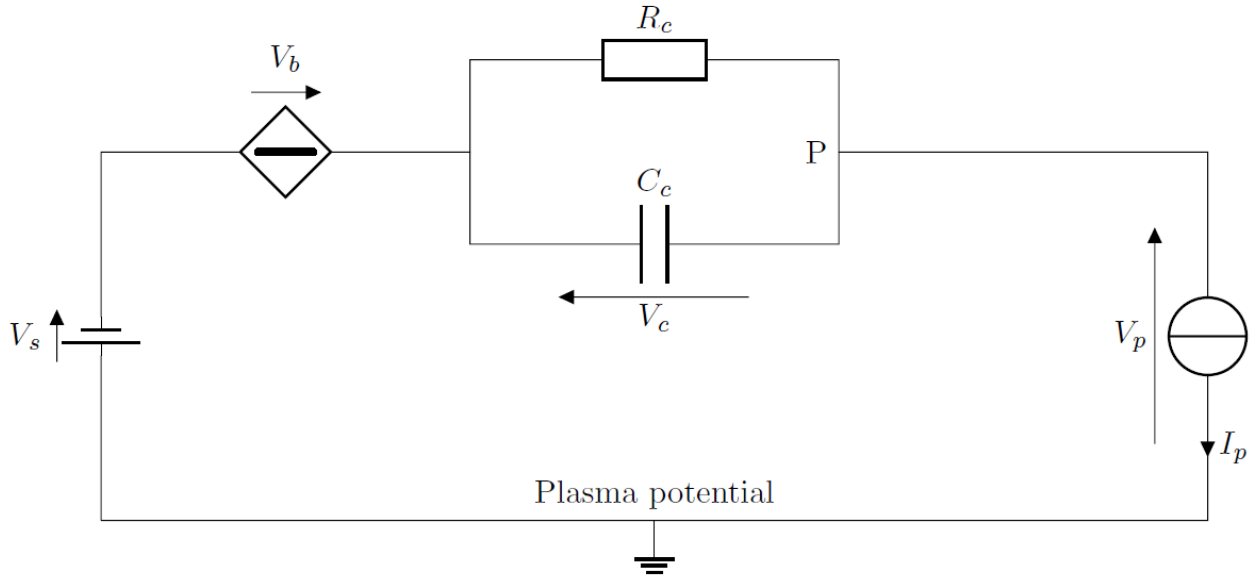 R_c
V_b
P
C_c
V_c
V_s
V_p
I_p
Plasma potential